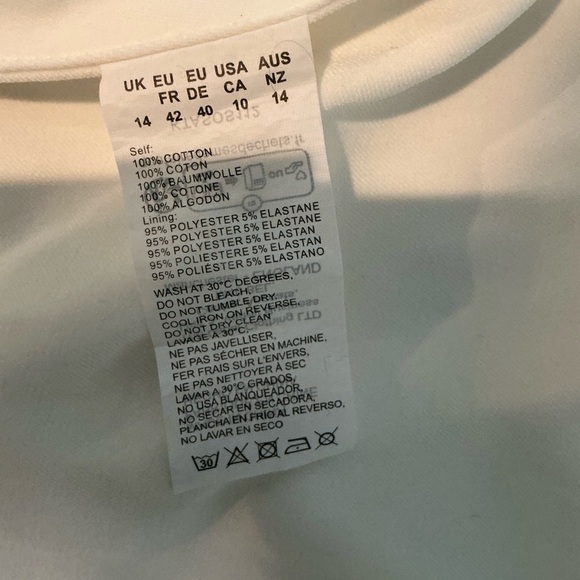 UK EU EU USA AUS
FR DE CA NZ
14 42 40 10 14
Self:
100% COTTON
100% COTON
100% BAUMWOLLE
100% COTONE
100% ALGODÓN
Lining:
95% POLYESTER 5% ELASTANE
95% POLYESTER 5% ELASTANE
95% POLYESTER 5% ELASTAN
95% POLIESTERE 5% ELASTAN
95% POLIÉSTER 5% ELASTANO
WASH AT 30°C DEGREES,
DO NOT BLEACH,
DO NOT TUMBLE DRY,
COOL IRON ON REVERSE,
DO NOT DRY CLEAN
LAVAGE À 30°C,
NE PAS JAVELLISER,
NE PAS SÉCHER EN MACHINE,
FER FRAIS SUR L'ENVERS,
NE PAS NETTOYER À SEC
LAVAR A 30°C GRADOS,
NO USA BLANQUEADOR,
NO SECAR EN SECADORA,
PLANCHA EN FRÍO AL REVERSO,
NO LAVAR EN SECO
30